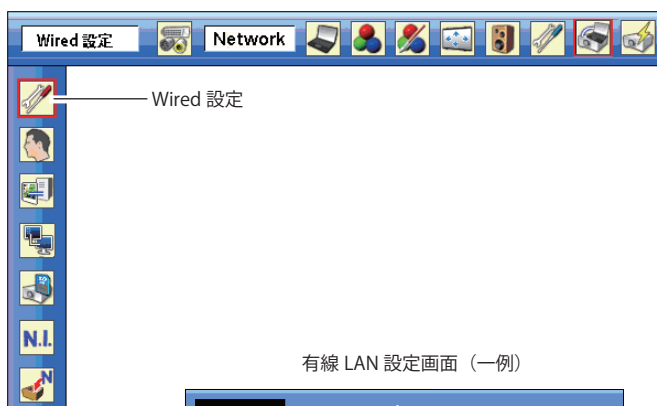 Wired 設定
Network
Wired 設定
N.I.
N
有線 LAN 設定画面（一例）